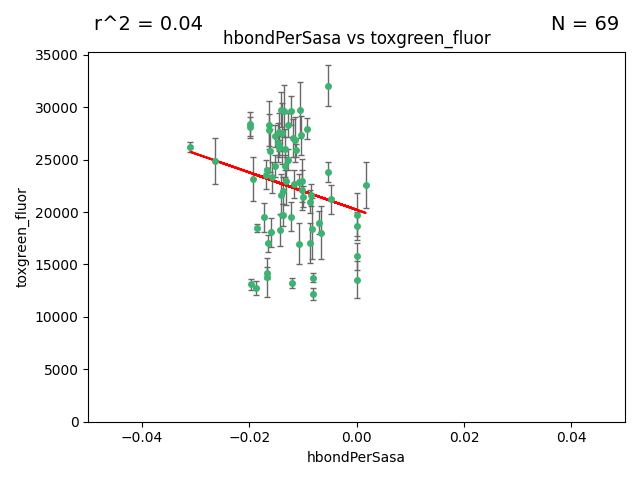 r^2 = 0.04
N = 69
hbondPerSasa vs toxgreen_fluor
35000
30000
25000
20000
15000
10000
5000
0
toxgreen_fluor
−0.04
−0.02
0.00
0.02
0.04
hbondPerSasa